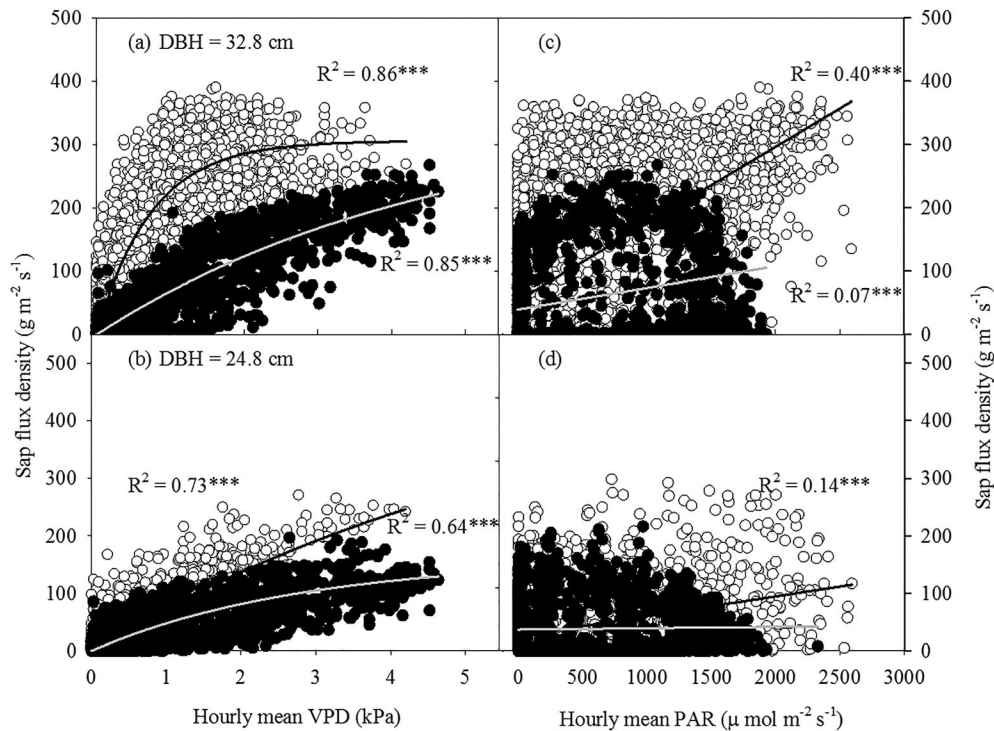 500
400
300
200
100
0
(a) DBH = 32.8 cm
R² = 0.86***
R² = 0.85***
(c)
R² = 0.40***
R² = 0.07***
500
400
300
200
100
0
500
400
300
200
100
0
(b) DBH = 24.8 cm
R² = 0.73***
R² = 0.64***
(d)
R² = 0.14***
500
400
300
200
100
0
0 1 2 3 4 5
0 500 1000 1500 2000 2500 3000
Hourly mean VPD (kPa)
Hourly mean PAR (μ mol m⁻² s⁻¹)
Sap flux density (g m⁻² s⁻¹)
Sap flux density (g m⁻² s⁻¹)